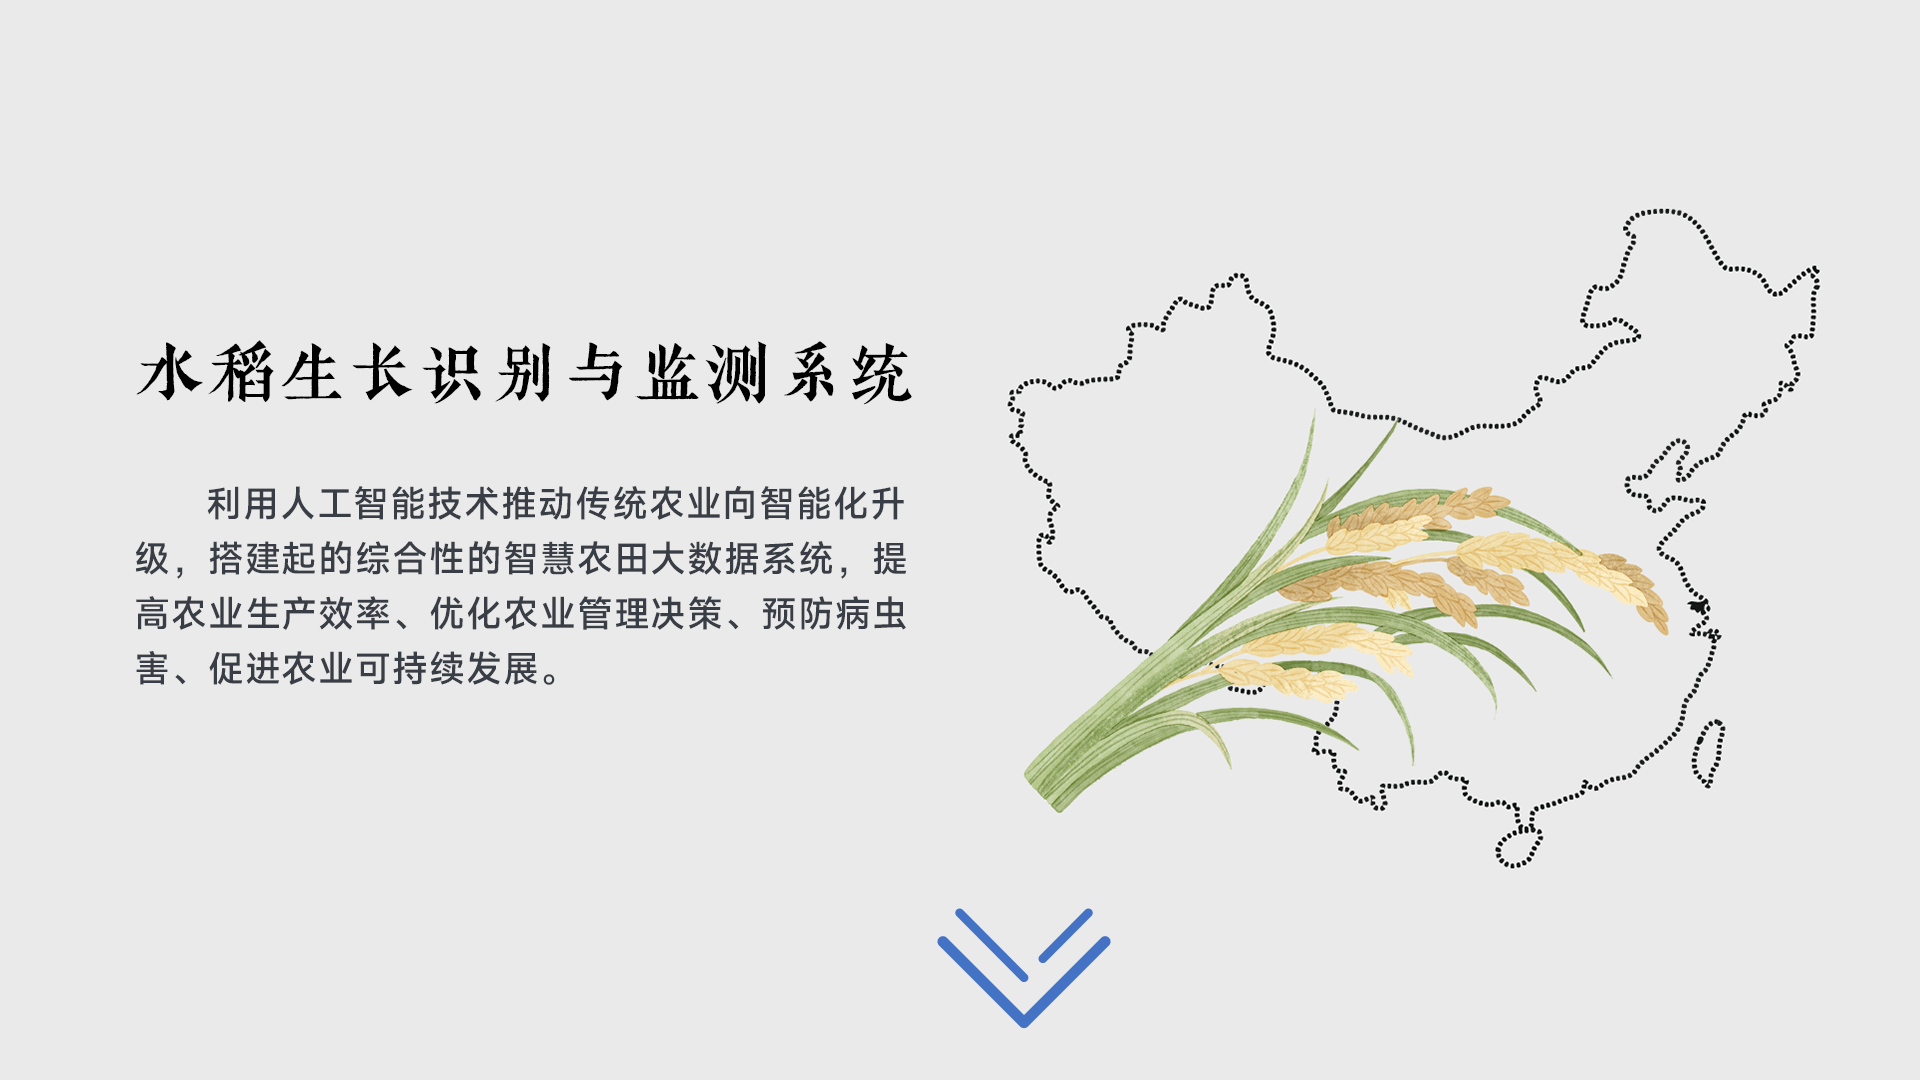 水稻生长识别与监测系统
利用人工智能技术推动传统农业向智能化升
级，搭建起的综合性的智慧农田大数据系统，提
高农业生产效率、优化农业管理决策、预防病虫
害、促进农业可持续发展。